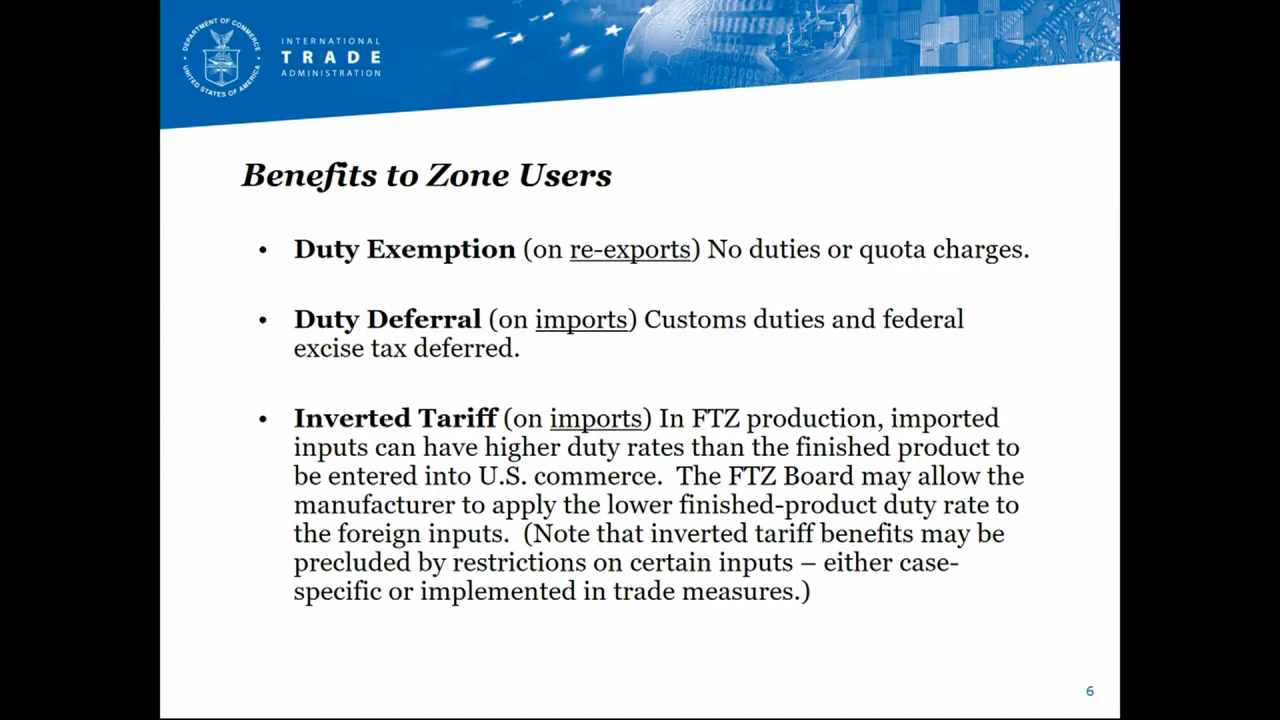 DEPARTMENT OF COMMERCE
UNITED STATES OF AMERICA
INTERNATIONAL
TRADE
ADMINISTRATION
Benefits to Zone Users
• Duty Exemption (on re-exports) No duties or quota charges.
• Duty Deferral (on imports) Customs duties and federal
excise tax deferred.
• Inverted Tariff (on imports) In FTZ production, imported
inputs can have higher duty rates than the finished product to
be entered into U.S. commerce.  The FTZ Board may allow the
manufacturer to apply the lower finished-product duty rate to
the foreign inputs.  (Note that inverted tariff benefits may be
precluded by restrictions on certain inputs – either case-
specific or implemented in trade measures.)
6